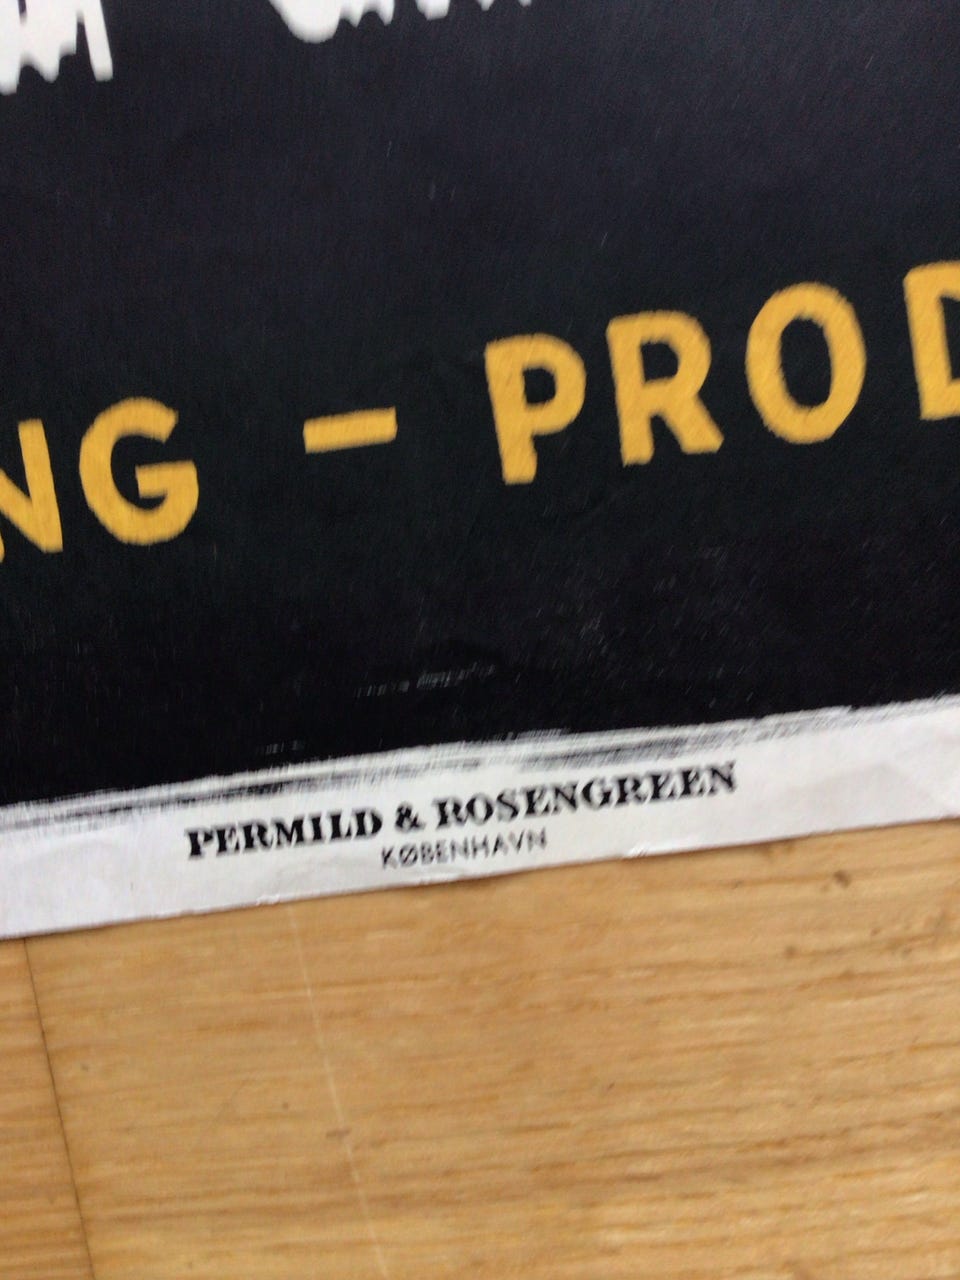 NG – PROD
PERMILD & ROSENGREEN
KØBENHAVN